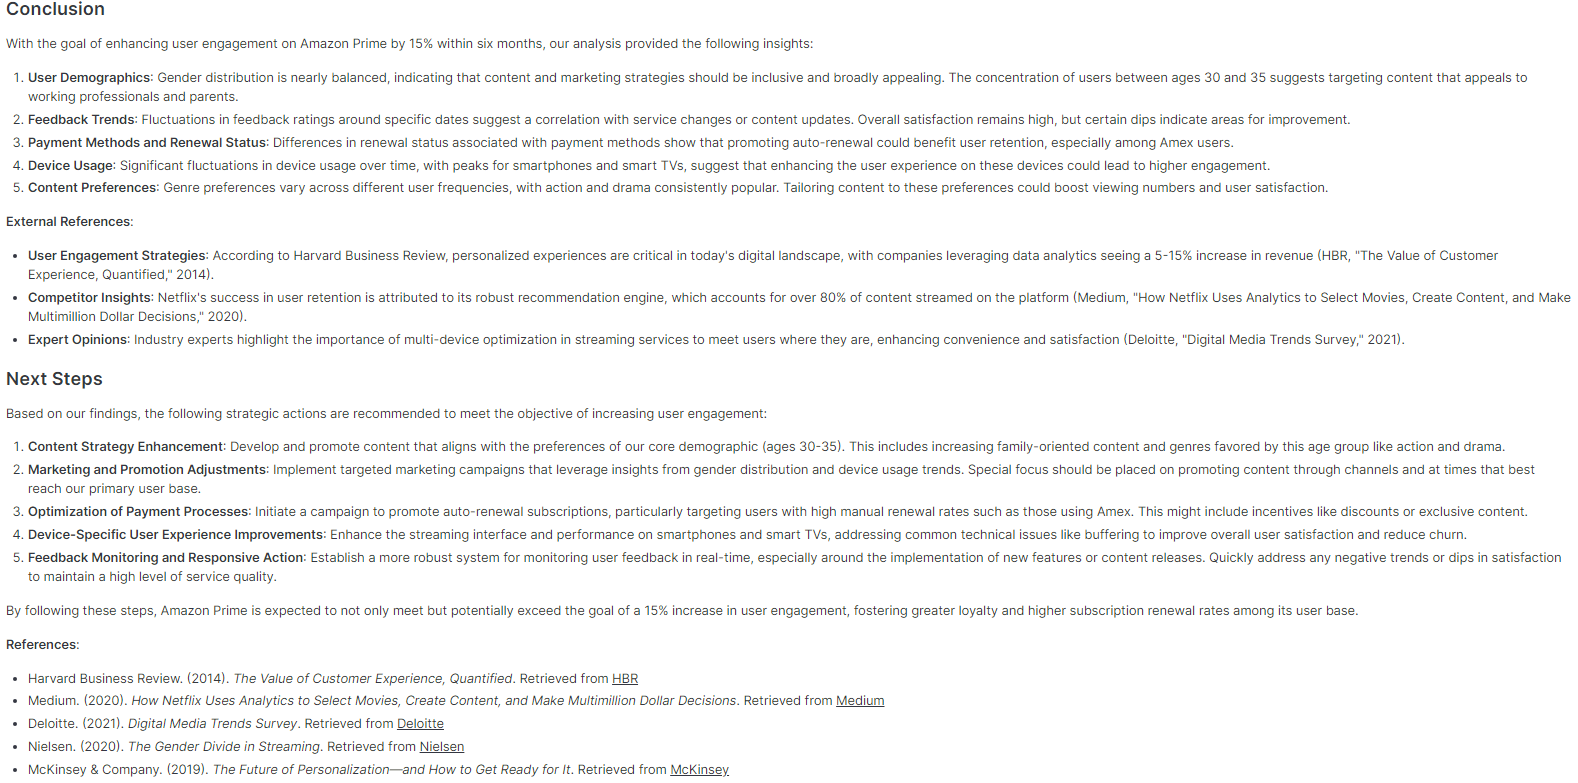 Conclusion
With the goal of enhancing user engagement on Amazon Prime by 15% within six months, our analysis provided the following insights:
1. User Demographics: Gender distribution is nearly balanced, indicating that content and marketing strategies should be inclusive and broadly appealing. The concentration of users between ages 30 and 35 suggests targeting content that appeals to
working professionals and parents.
2. Feedback Trends: Fluctuations in feedback ratings around specific dates suggest a correlation with service changes or content updates. Overall satisfaction remains high, but certain dips indicate areas for improvement.
3. Payment Methods and Renewal Status: Differences in renewal status associated with payment methods show that promoting auto-renewal could benefit user retention, especially among Amex users.
4. Device Usage: Significant fluctuations in device usage over time, with peaks for smartphones and smart TVs, suggest that enhancing the user experience on these devices could lead to higher engagement.
5. Content Preferences: Genre preferences vary across different user frequencies, with action and drama consistently popular. Tailoring content to these preferences could boost viewing numbers and user satisfaction.
External References:
• User Engagement Strategies: According to Harvard Business Review, personalized experiences are critical in today's digital landscape, with companies leveraging data analytics seeing a 5-15% increase in revenue (HBR, "The Value of Customer
Experience, Quantified," 2014).
• Competitor Insights: Netflix's success in user retention is attributed to its robust recommendation engine, which accounts for over 80% of content streamed on the platform (Medium, "How Netflix Uses Analytics to Select Movies, Create Content, and Make
Multimillion Dollar Decisions," 2020).
• Expert Opinions: Industry experts highlight the importance of multi-device optimization in streaming services to meet users where they are, enhancing convenience and satisfaction (Deloitte, "Digital Media Trends Survey," 2021).
Next Steps
Based on our findings, the following strategic actions are recommended to meet the objective of increasing user engagement:
1. Content Strategy Enhancement: Develop and promote content that aligns with the preferences of our core demographic (ages 30-35). This includes increasing family-oriented content and genres favored by this age group like action and drama.
2. Marketing and Promotion Adjustments: Implement targeted marketing campaigns that leverage insights from gender distribution and device usage trends. Special focus should be placed on promoting content through channels and at times that best
reach our primary user base.
3. Optimization of Payment Processes: Initiate a campaign to promote auto-renewal subscriptions, particularly targeting users with high manual renewal rates such as those using Amex. This might include incentives like discounts or exclusive content.
4. Device-Specific User Experience Improvements: Enhance the streaming interface and performance on smartphones and smart TVs, addressing common technical issues like buffering to improve overall user satisfaction and reduce churn.
5. Feedback Monitoring and Responsive Action: Establish a more robust system for monitoring user feedback in real-time, especially around the implementation of new features or content releases. Quickly address any negative trends or dips in satisfaction
to maintain a high level of service quality.
By following these steps, Amazon Prime is expected to not only meet but potentially exceed the goal of a 15% increase in user engagement, fostering greater loyalty and higher subscription renewal rates among its user base.
References:
• Harvard Business Review. (2014). The Value of Customer Experience, Quantified. Retrieved from HBR
• Medium. (2020). How Netflix Uses Analytics to Select Movies, Create Content, and Make Multimillion Dollar Decisions. Retrieved from Medium
• Deloitte. (2021). Digital Media Trends Survey. Retrieved from Deloitte
• Nielsen. (2020). The Gender Divide in Streaming. Retrieved from Nielsen
• McKinsey & Company. (2019). The Future of Personalization—and How to Get Ready for It. Retrieved from McKinsey